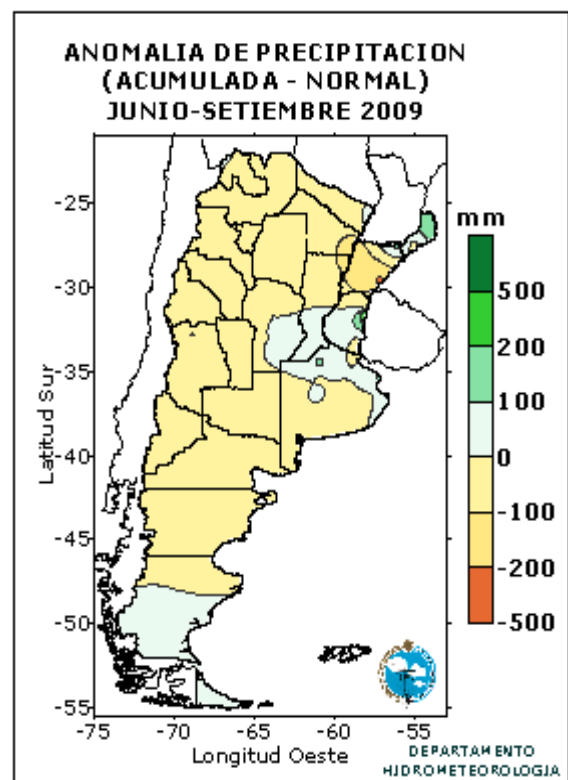 ANOMALIA DE PRECIPITACION
(ACUMULADA - NORMAL)
JUNIO-SETIEMBRE 2009
mm
500
200
100
0
-100
-200
-500
Latitud Sur
-25
-30
-35
-40
-45
-50
-55
-75
-70
-65
-60
-55
Longitud Oeste
DEPARTAMENTO
HIDROMETEOROLOGIA